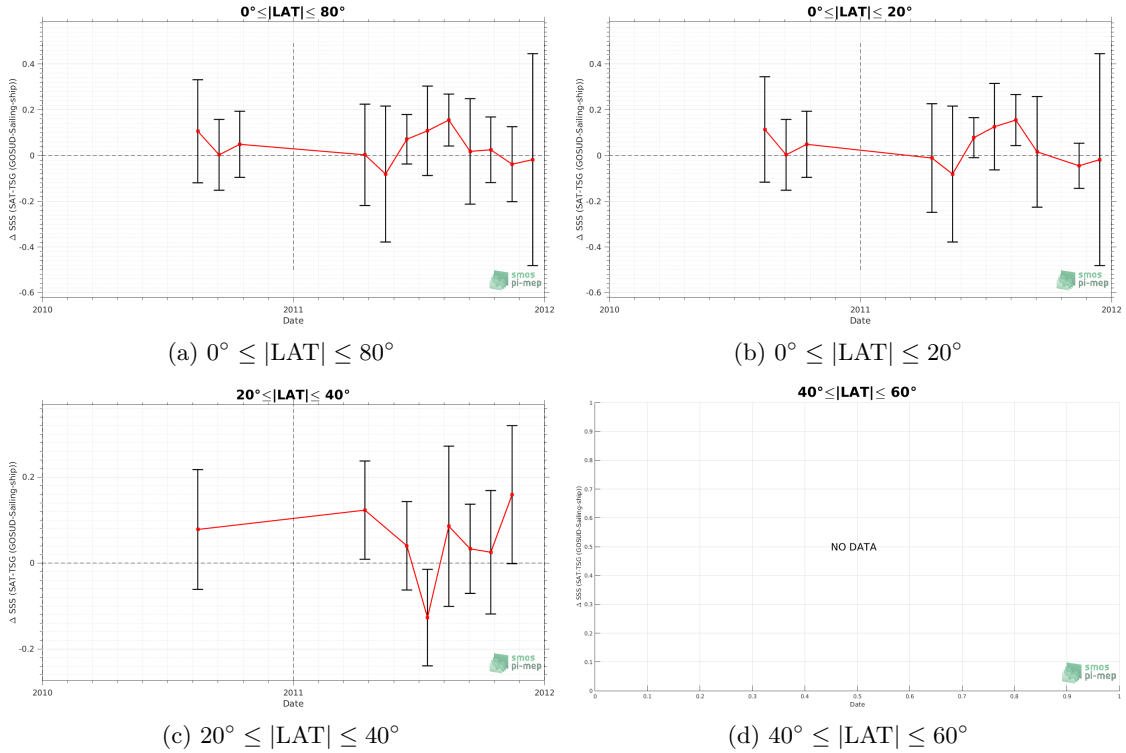 0°≤|LAT|≤ 80°
Δ SSS (SAT-TSG (GOSUD-Sailing-ship))
0.4
0.2
0
-0.2
-0.4
-0.6
2010
2011
2012
Date
smos
pi-mep
(a) 0° ≤ |LAT| ≤ 80°
0°≤|LAT|≤ 20°
Δ SSS (SAT-TSG (GOSUD-Sailing-ship))
0.4
0.2
0
-0.2
-0.4
-0.6
2010
2011
2012
Date
smos
pi-mep
(b) 0° ≤ |LAT| ≤ 20°
20°≤|LAT|≤ 40°
Δ SSS (SAT-TSG (GOSUD-Sailing-ship))
0.2
0
-0.2
2010
2011
2012
Date
smos
pi-mep
(c) 20° ≤ |LAT| ≤ 40°
40°≤|LAT|≤ 60°
Δ SSS (SAT-TSG (GOSUD-Sailing-ship))
1
0.9
0.8
0.7
0.6
0.5
0.4
0.3
0.2
0.1
0
NO DATA
0
0.1
0.2
0.3
0.4
0.5
0.6
0.7
0.8
0.9
1
Date
smos
pi-mep
(d) 40° ≤ |LAT| ≤ 60°